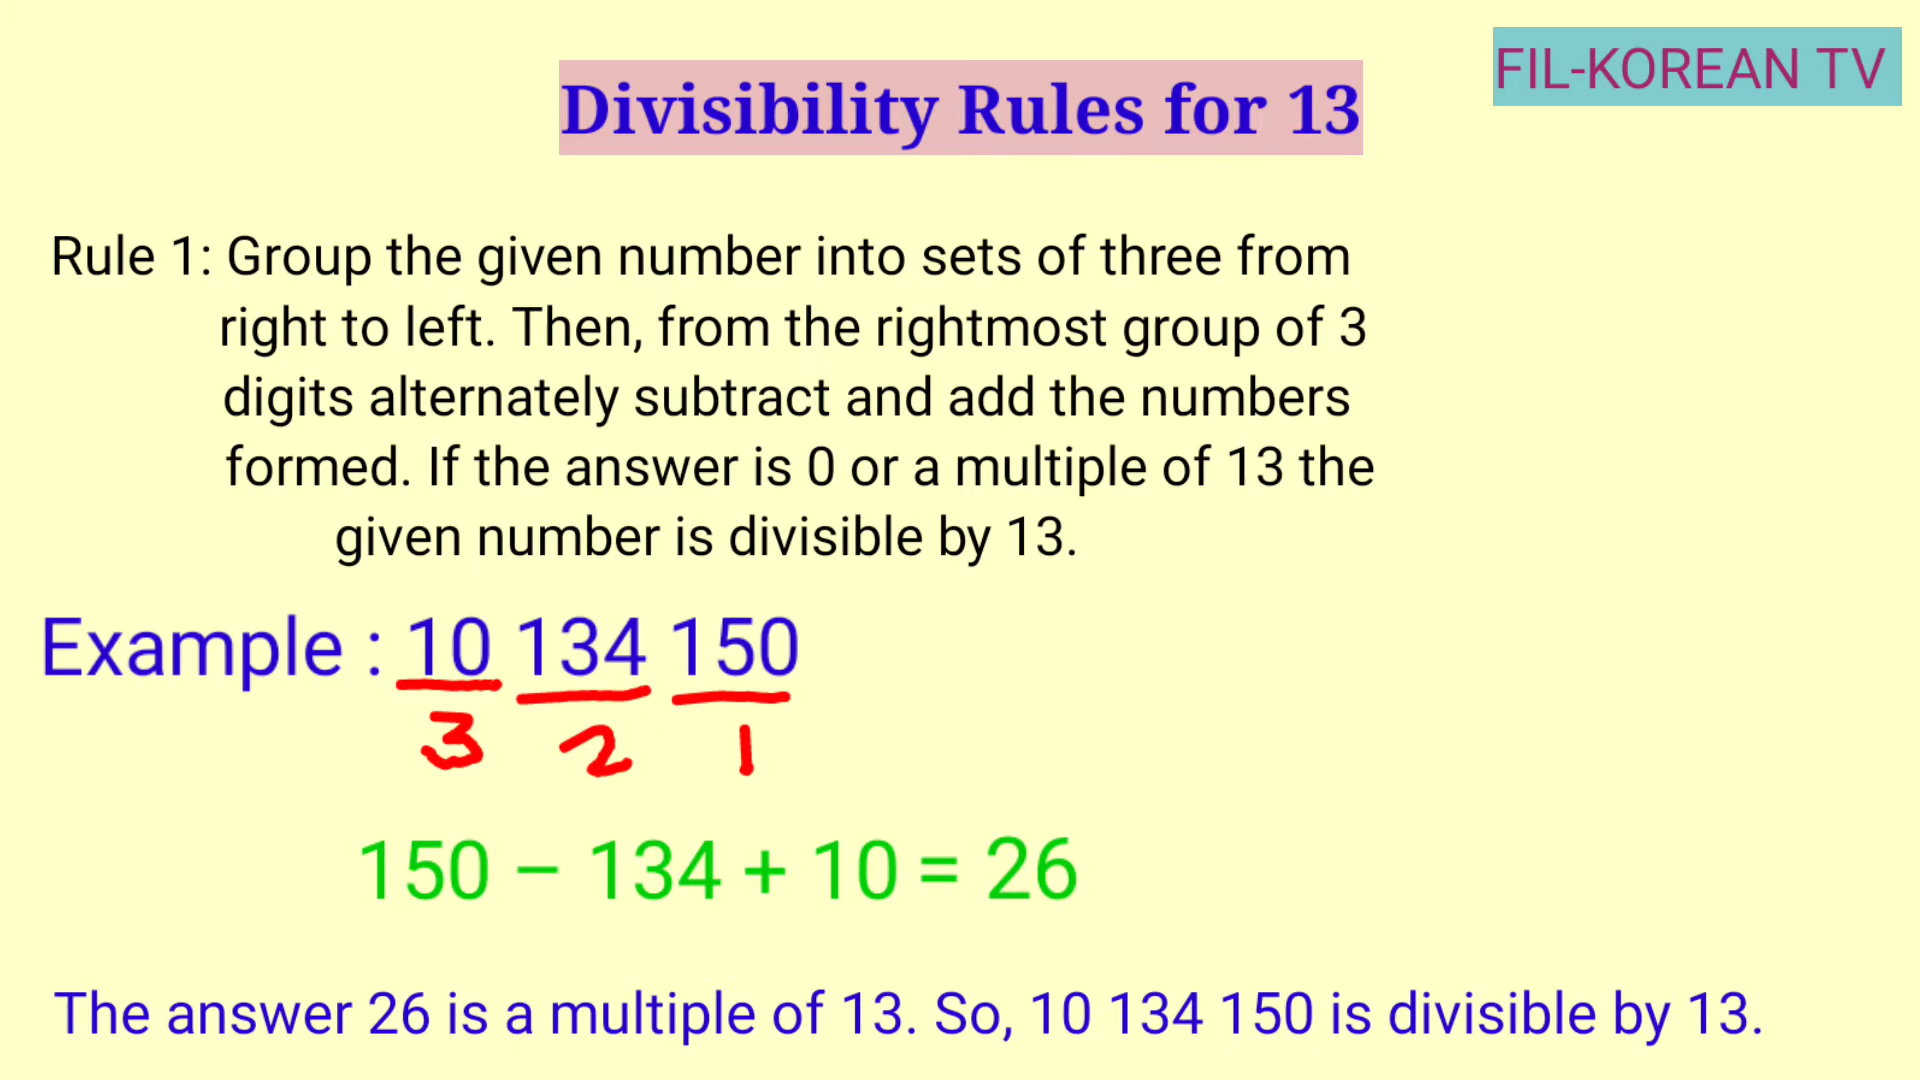 FIL-KOREAN TV
Divisibility Rules for 13
Rule 1: Group the given number into sets of three from
right to left. Then, from the rightmost group of 3
digits alternately subtract and add the numbers
formed. If the answer is 0 or a multiple of 13 the
given number is divisible by 13.
Example : 10 134 150
3 2 1
150 – 134 + 10 = 26
The answer 26 is a multiple of 13. So, 10 134 150 is divisible by 13.